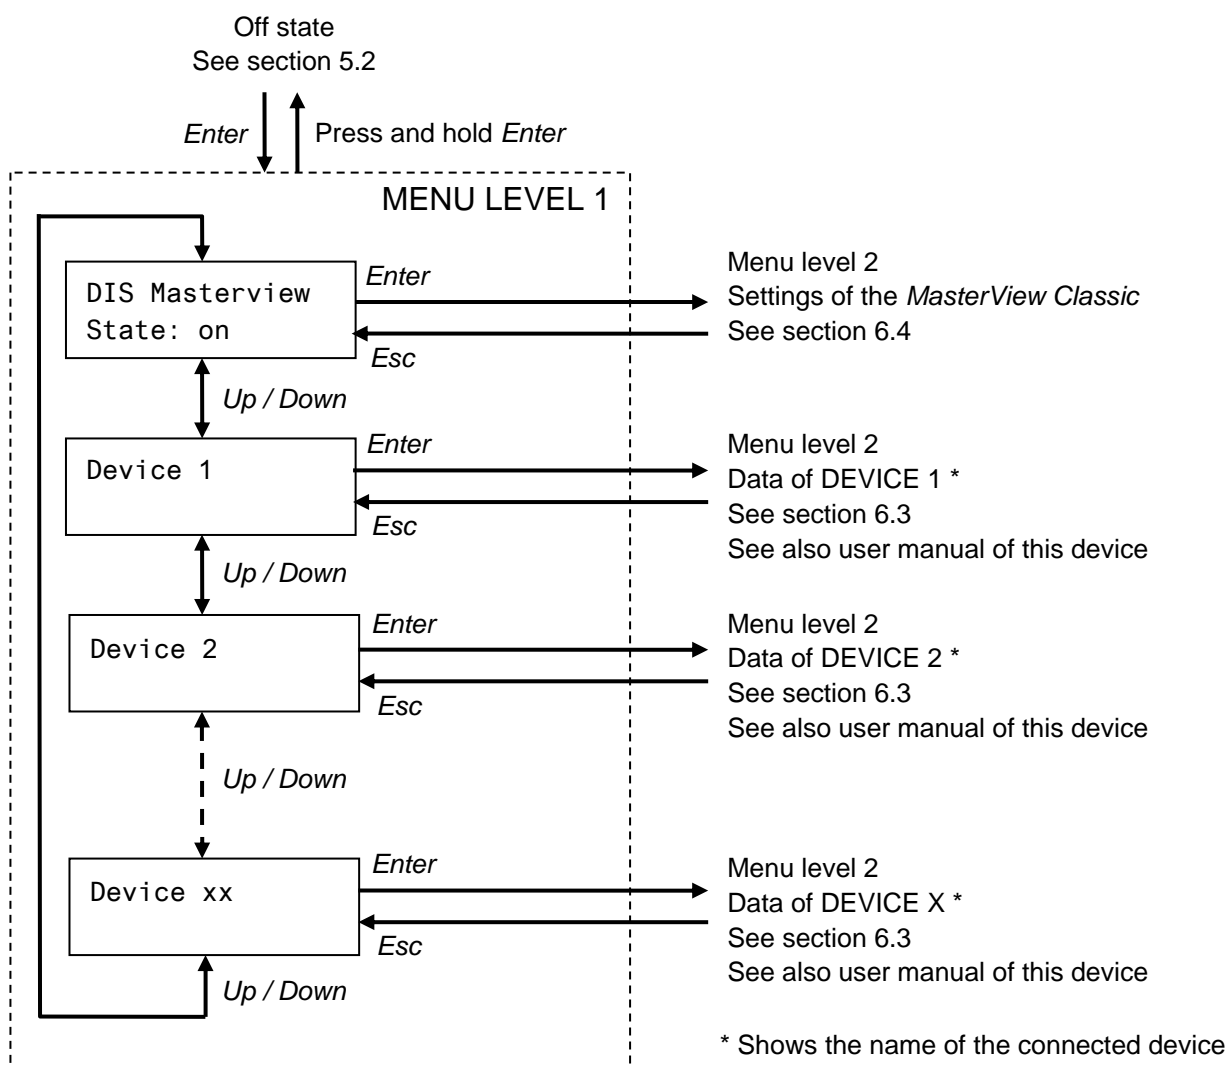 Off state
See section 5.2
Enter
Press and hold Enter
MENU LEVEL 1
DIS Masterview
State: on
Enter
Esc
Menu level 2
Settings of the MasterView Classic
See section 6.4
Up / Down
Device 1
Enter
Esc
Menu level 2
Data of DEVICE 1 *
See section 6.3
See also user manual of this device
Up / Down
Device 2
Enter
Esc
Menu level 2
Data of DEVICE 2 *
See section 6.3
See also user manual of this device
Up / Down
Device xx
Enter
Esc
Menu level 2
Data of DEVICE X *
See section 6.3
See also user manual of this device
Up / Down
* Shows the name of the connected device